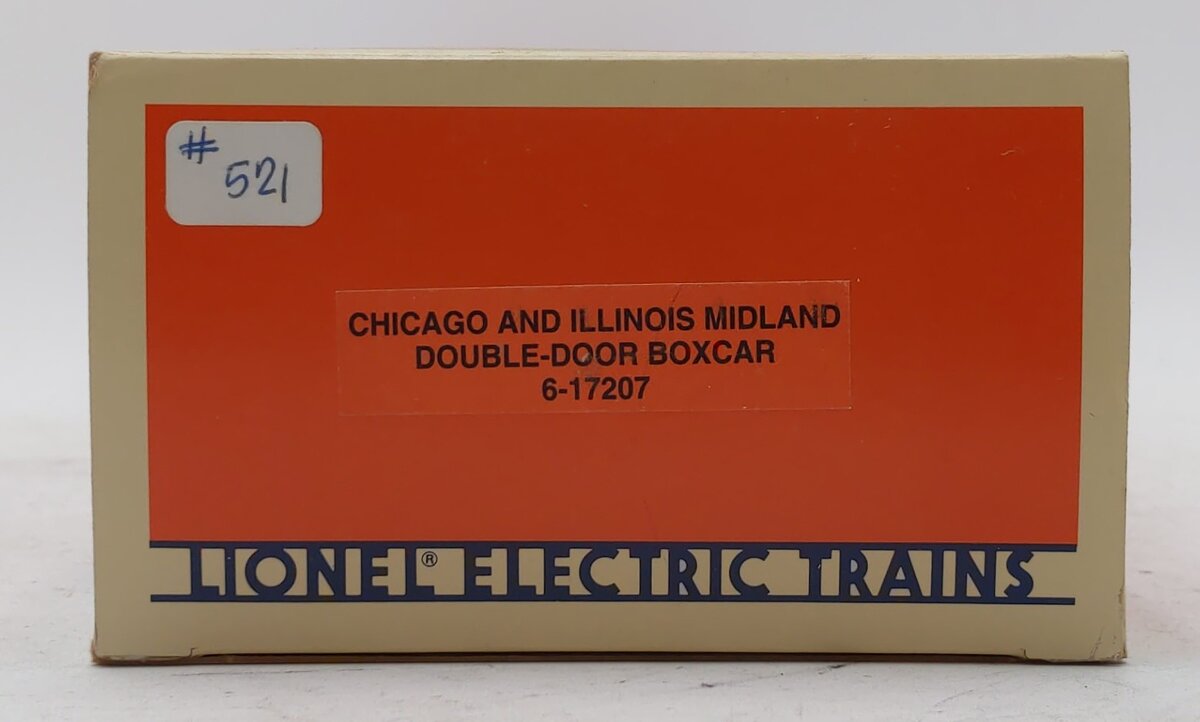 #
521
CHICAGO AND ILLINOIS MIDLAND
DOUBLE-DOOR BOXCAR
6-17207
LIONEL® ELECTRIC TRAINS